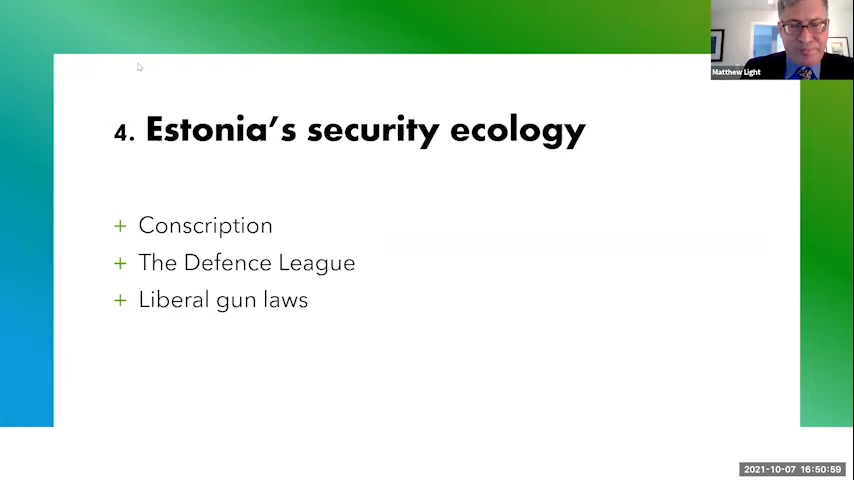 Matthew Light
4. Estonia's security ecology
+ Conscription
+ The Defence League
+ Liberal gun laws
2021-10-07 16:50:59